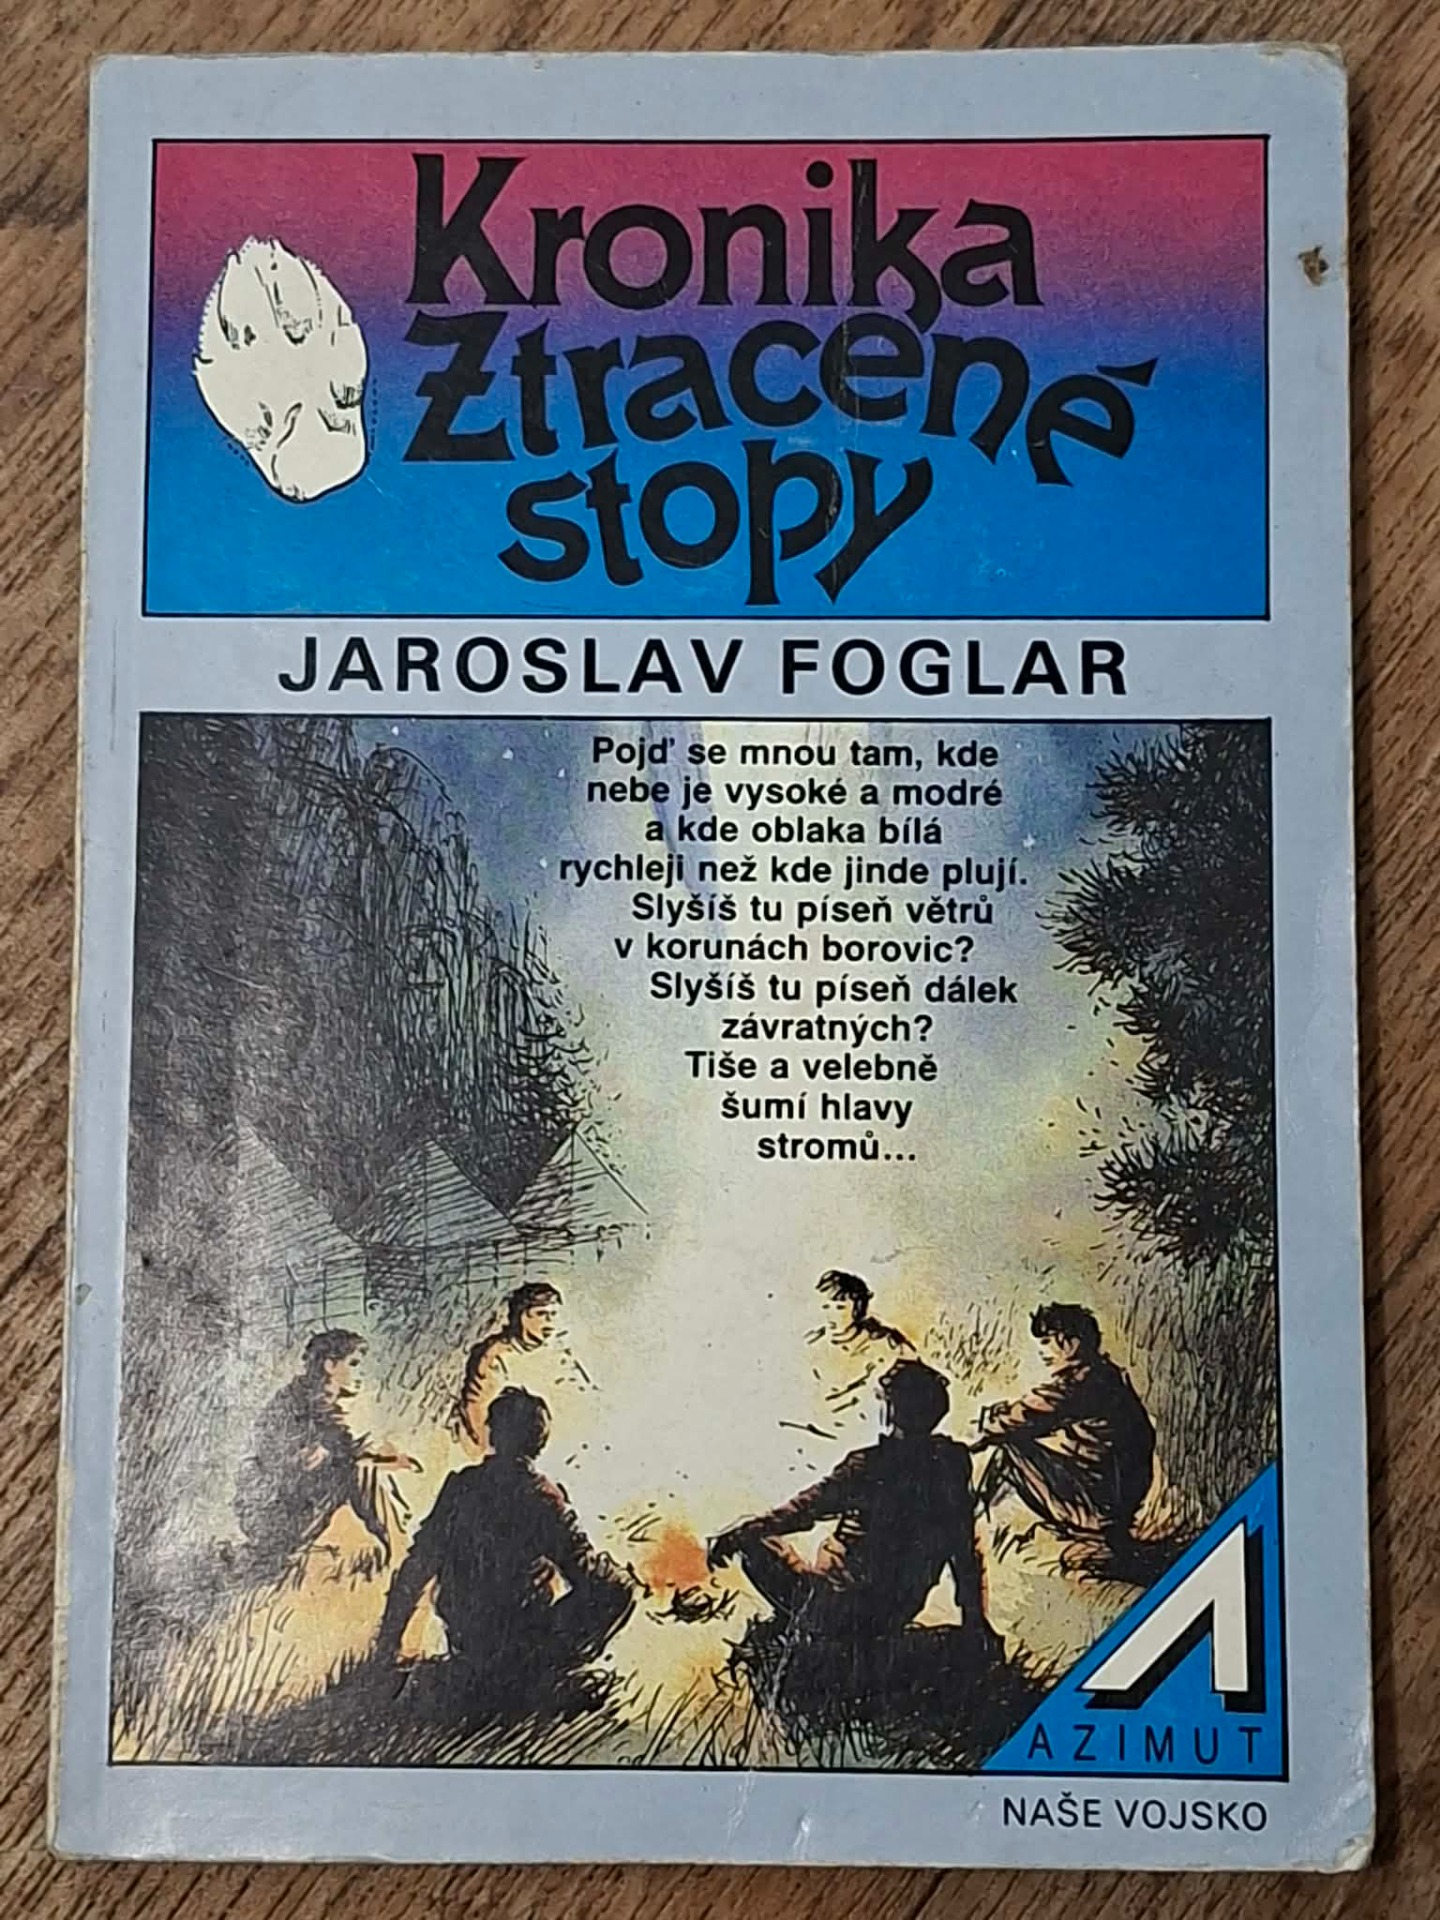 Kronika
Ztracené
stopy
JAROSLAV FOGLAR
Pojď se mnou tam, kde
nebe je vysoké a modré
a kde oblaka bílá
rychleji než kde jinde plují.
Slyšíš tu píseň větrů
v korunách borovic?
Slyšíš tu píseň dálek
závratných?
Tiše a velebně
šumí hlavy
stromů...
AZIMUT
NAŠE VOJSKO